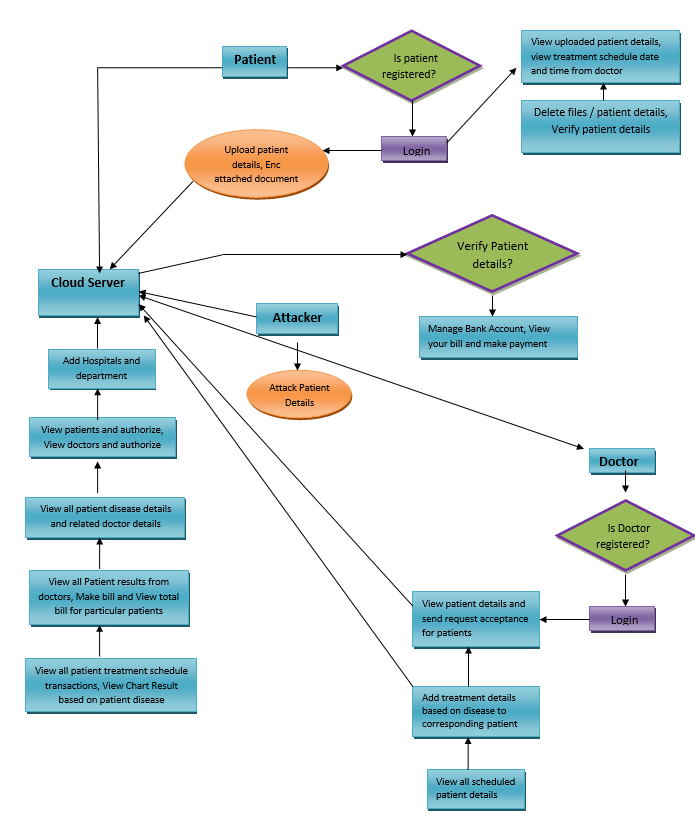 Patient
Is patient
registered?
View uploaded patient details,
view treatment schedule date
and time from doctor
Delete files / patient details,
Verify patient details
Login
Upload patient
details, Enc
attached document
Verify Patient
details?
Cloud Server
Attacker
Manage Bank Account, View
your bill and make payment
Add Hospitals and
department
Attack Patient
Details
View patients and authorize,
View doctors and authorize
Doctor
View all patient disease details
and related doctor details
Is Doctor
registered?
View all Patient results from
doctors, Make bill and View total
bill for particular patients
View patient details and
send request acceptance
for patients
Login
View all patient treatment schedule
transactions, View Chart Result
based on patient disease
Add treatment details
based on disease to
corresponding patient
View all scheduled
patient details